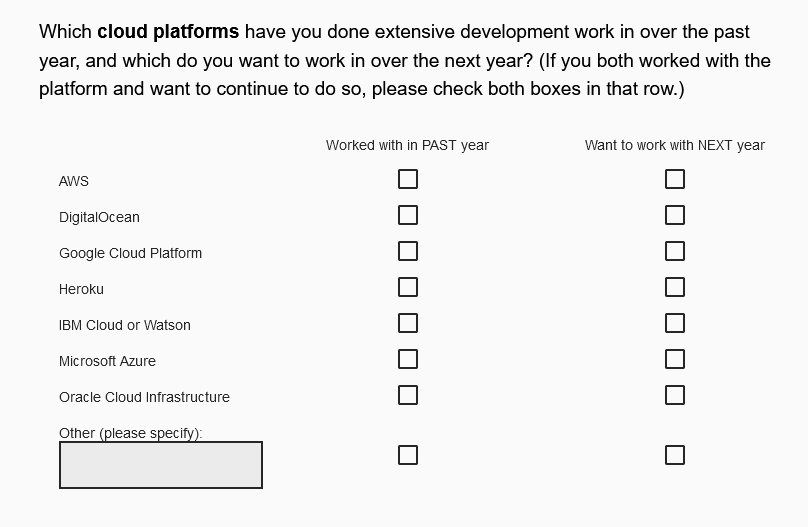 Which cloud platforms have you done extensive development work in over the past
year, and which do you want to work in over the next year? (If you both worked with the
platform and want to continue to do so, please check both boxes in that row.)
Worked with in PAST year Want to work with NEXT year
AWS
DigitalOcean
Google Cloud Platform
Heroku
IBM Cloud or Watson
Microsoft Azure
Oracle Cloud Infrastructure
Other (please specify):